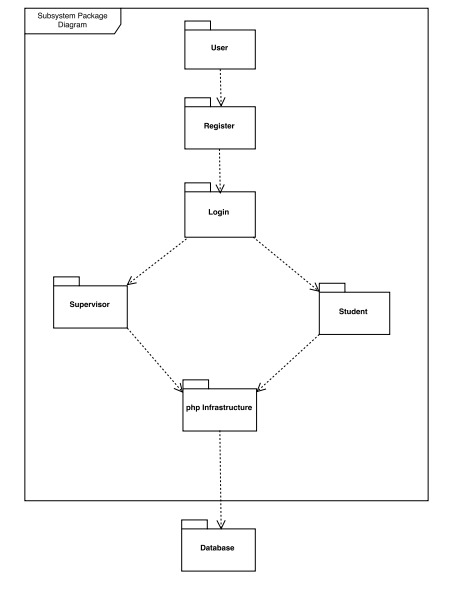 Subsystem Package
Diagram
User
Register
Login
Supervisor
Student
php Infrastructure
Database